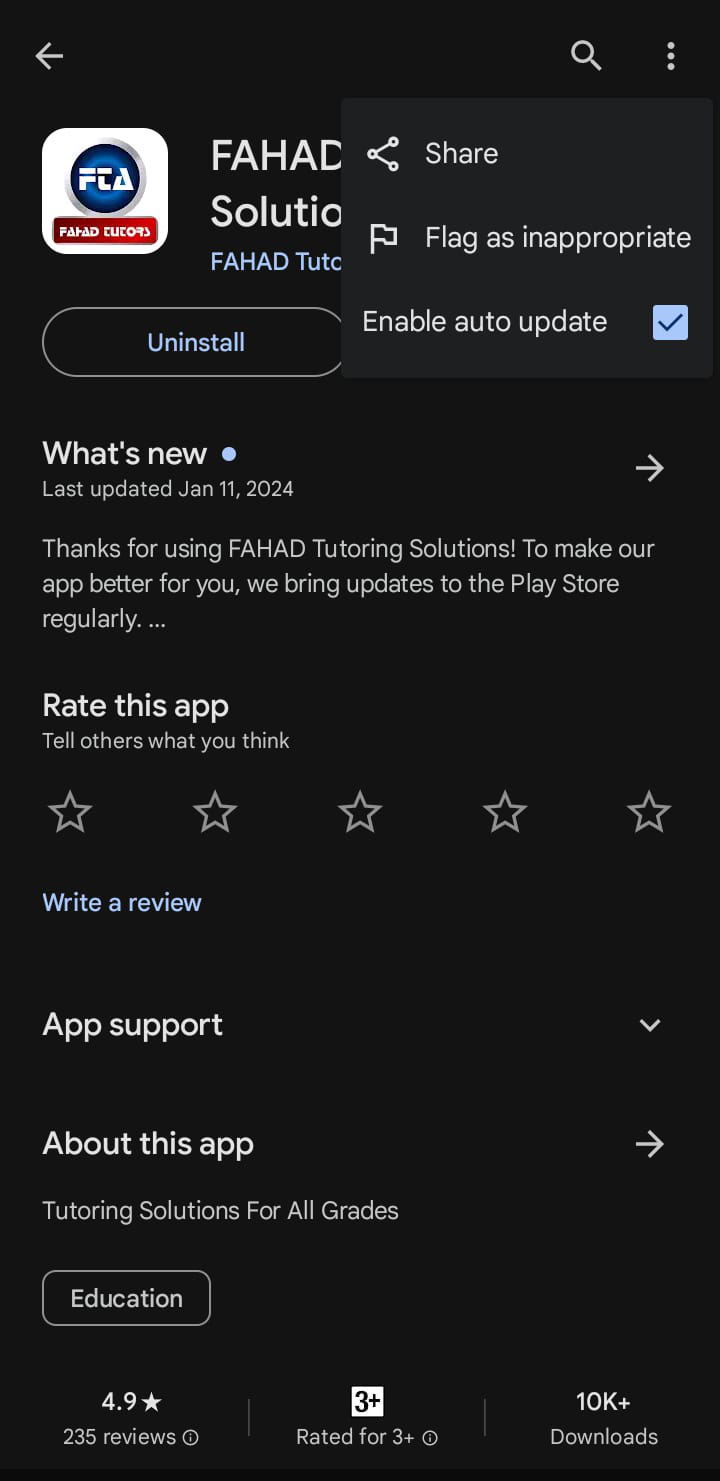 FTA
FAHAD TUTORS
FAHAD
Solutio
FAHAD Tuto
Share
Flag as inappropriate
Enable auto update
Uninstall
What's new
Last updated Jan 11, 2024
Thanks for using FAHAD Tutoring Solutions! To make our
app better for you, we bring updates to the Play Store
regularly. ...
Rate this app
Tell others what you think
Write a review
App support
About this app
Tutoring Solutions For All Grades
Education
4.9★
235 reviews
3+
Rated for 3+
10K+
Downloads